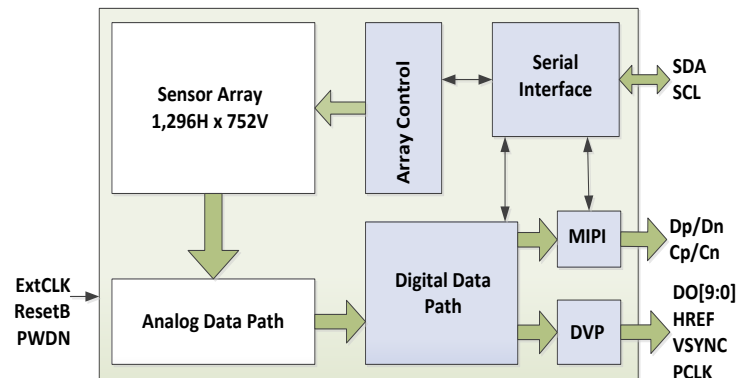 Sensor Array
1,296H x 752V
Array Control
Serial
Interface
SDA
SCL
MIPI
Dp/Dn
Cp/Cn
ExtCLK
ResetB
PWDN
Analog Data Path
Digital Data
Path
DVP
DO[9:0]
HREF
VSYNC
PCLK